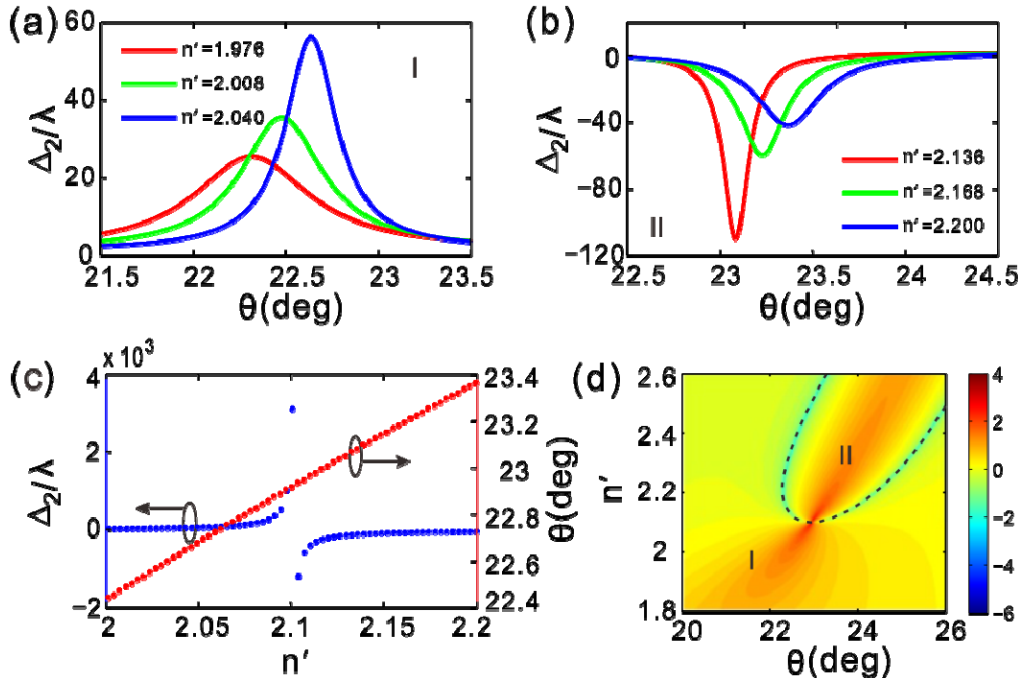 (a)
60
40
20
0
Δ₂/λ
n′=1.976
n′=2.008
n′=2.040
I
21.5 22 22.5 23 23.5
θ(deg)
(b)
0
−40
−80
−120
Δ₂/λ
n′=2.136
n′=2.168
n′=2.200
II
22.5 23 23.5 24 24.5
θ(deg)
(c)
x 10³
4
2
0
−2
Δ₂/λ
23.4
23.2
23
22.8
22.6
22.4
θ(deg)
2 2.05 2.1 2.15 2.2
n′
(d)
2.6
2.4
2.2
2
1.8
n′
II
I
20 22 24 26
θ(deg)
4
2
0
−2
−4
−6